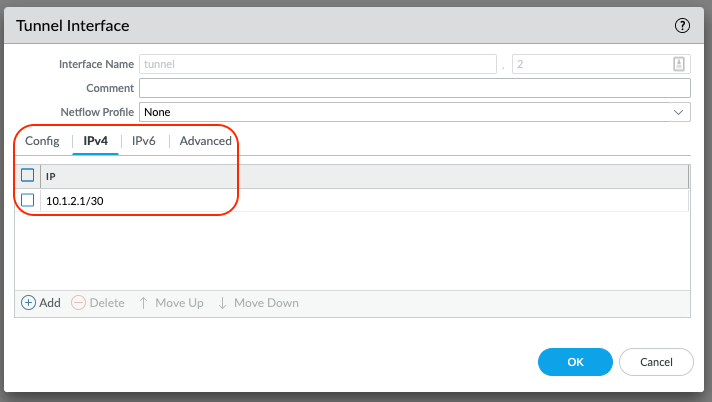 Tunnel Interface
Interface Name tunnel . 2
Comment
Netflow Profile None
Config IPv4 IPv6 Advanced
IP
10.1.2.1/30
Add Delete Move Up Move Down
OK Cancel